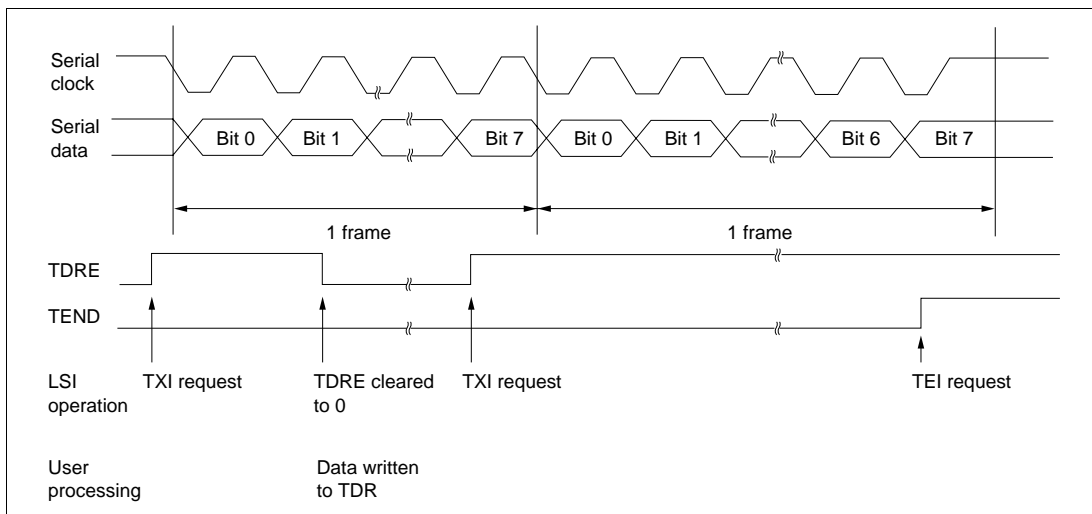 Serial
clock
Serial
data
Bit 0 Bit 1 Bit 7 Bit 0 Bit 1 Bit 6 Bit 7
1 frame 1 frame
TDRE
TEND
LSI
operation
TXI request
TDRE cleared
to 0
TXI request
TEI request
User
processing
Data written
to TDR